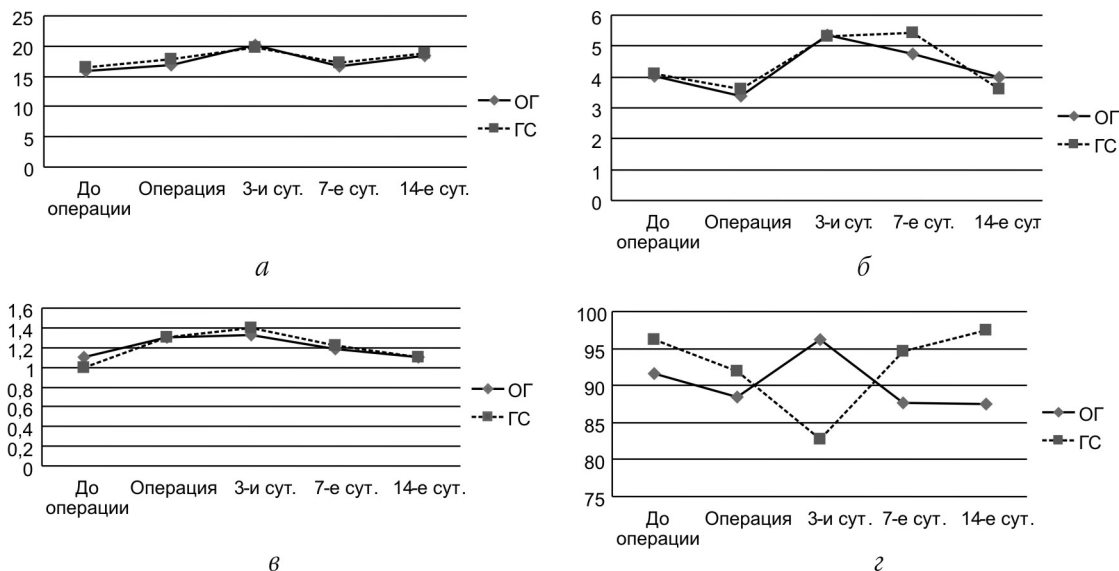 25
20
15
10
5
0
До операции
Операция
3-и сут.
7-е сут.
14-е сут.
ОГ
ГС
а
6
5
4
3
2
1
0
До
операции
Операция
3-и сут.
7-е сут.
14-е сут
ОГ
ГС
б
1,6
1,4
1,2
1
0,8
0,6
0,4
0,2
0
До
операции
Операция
3-и сут.
7-е сут.
14-е сут.
ОГ
ГС
в
100
95
90
85
80
75
До
операции
Операция
3-и сут.
7-е сут.
14-е сут.
ОГ
ГС
г